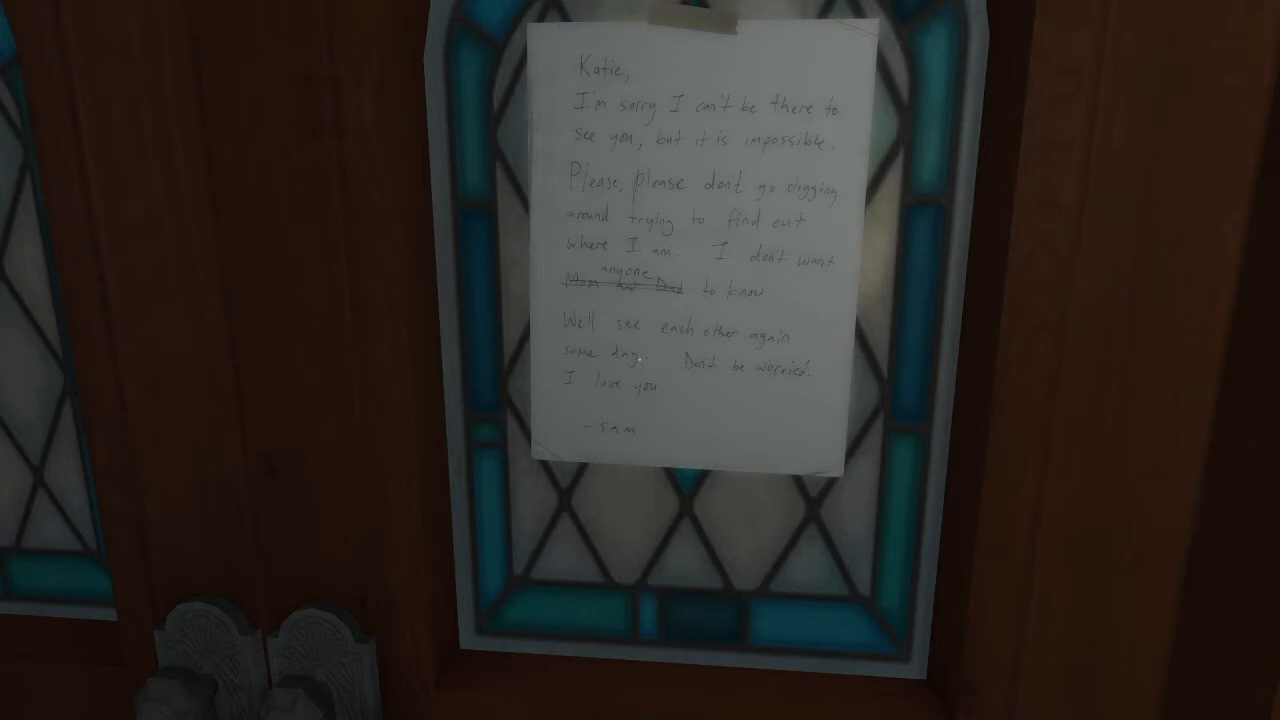 Katie,
I'm sorry I can't be there to
see you, but it is impossible.
Please, please don't go digging
around trying to find out
where I am. I don't want
anyone
Mom and Dad to know
We'll see each other again
some day. Don't be worried.
I love you.
- Sam